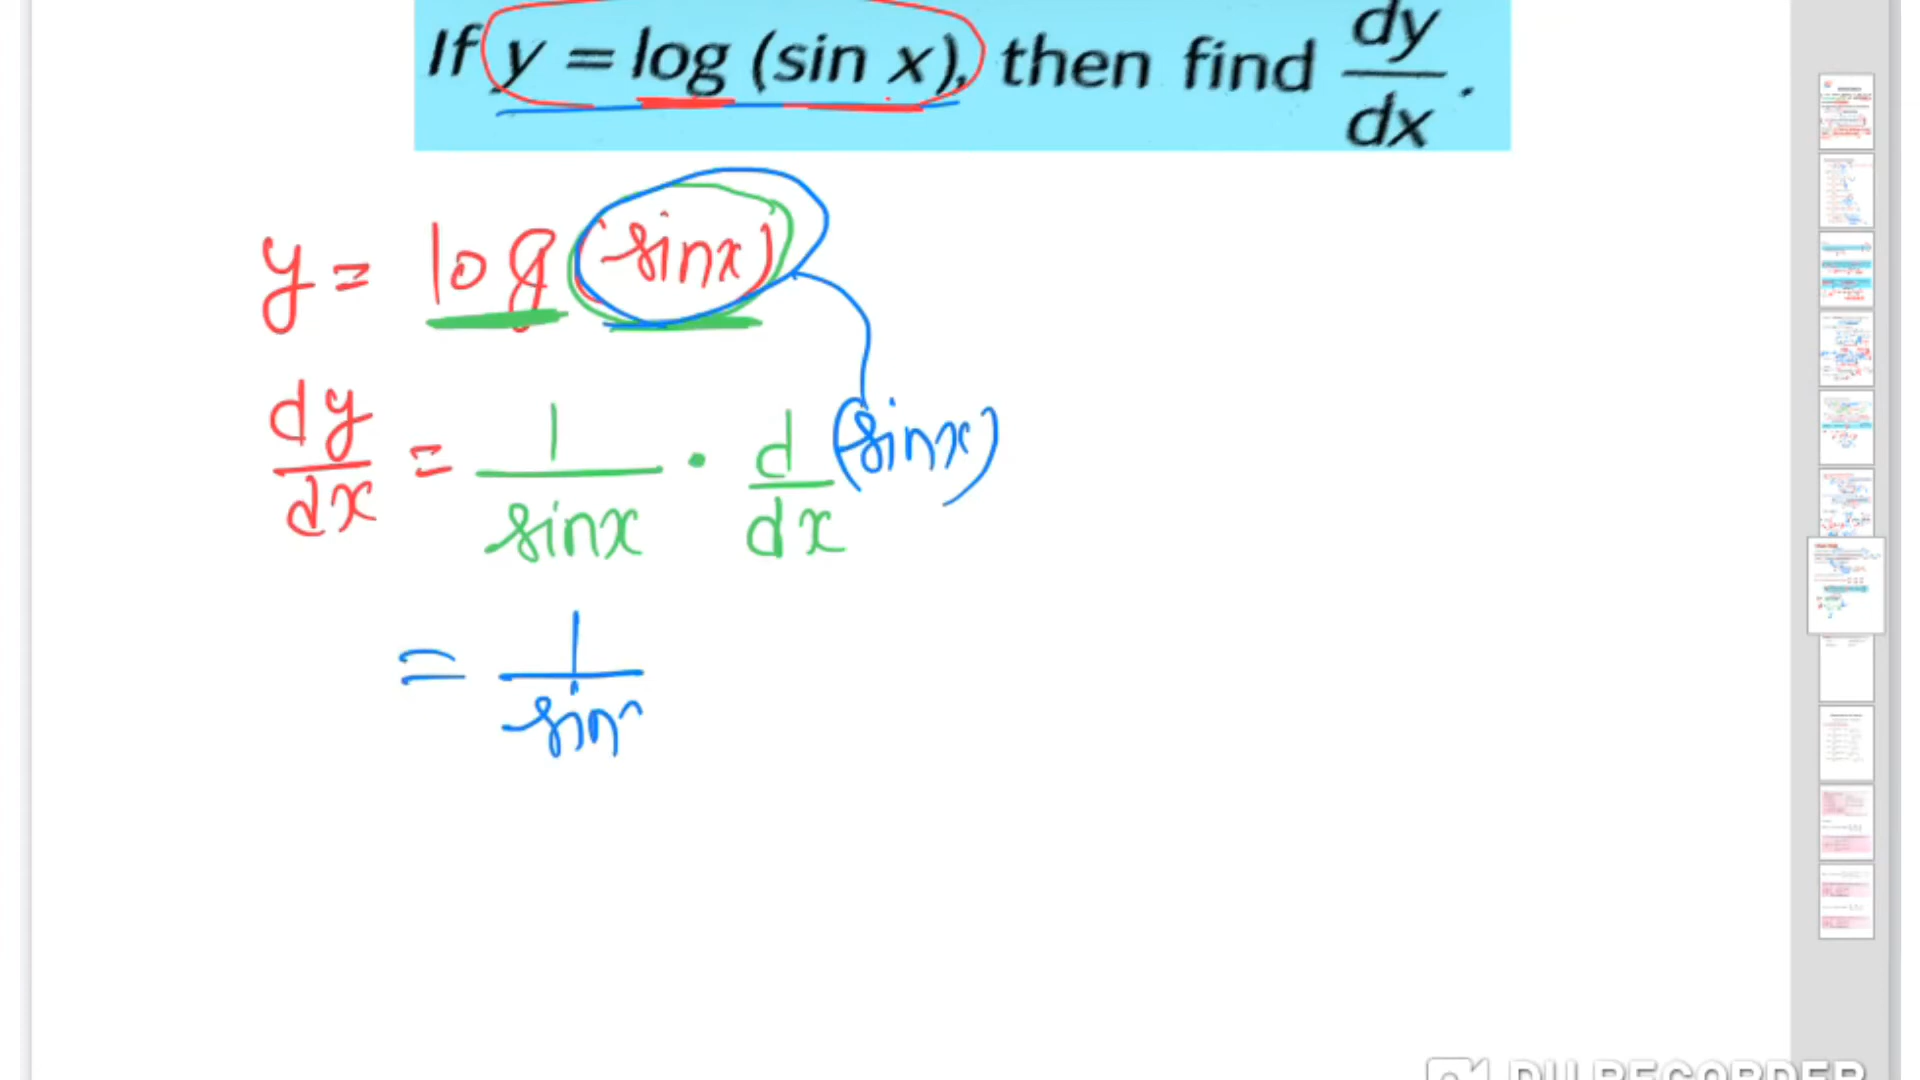 If y = log (sin x), then find dy/dx.
y = log (sinx)
dy/dx = 1/sinx · d/dx (sinx)
= 1/sin